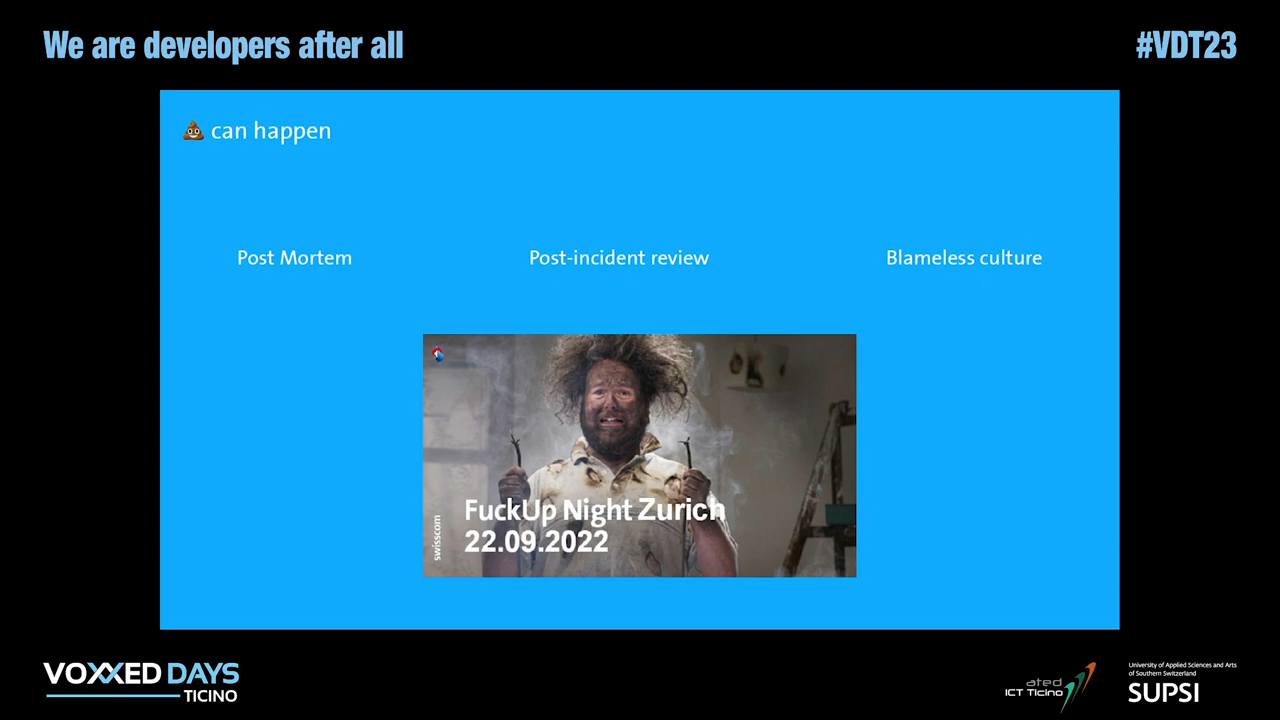 We are developers after all
#VDT23
💩 can happen
Post Mortem
Post-incident review
Blameless culture
swisscom
FuckUp Night Zurich
22.09.2022
VOXXED DAYS
TICINO
ated
ICT Ticino
University of Applied Sciences and Arts
of Southern Switzerland
SUPSI